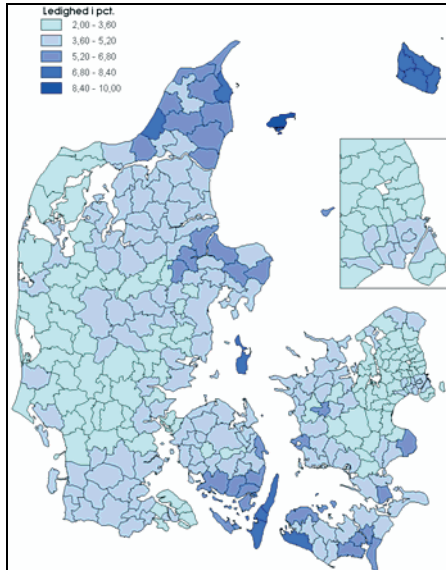 Ledighed i pct.
2,00 - 3,60
3,60 - 5,20
5,20 - 6,80
6,80 - 8,40
8,40 - 10,00